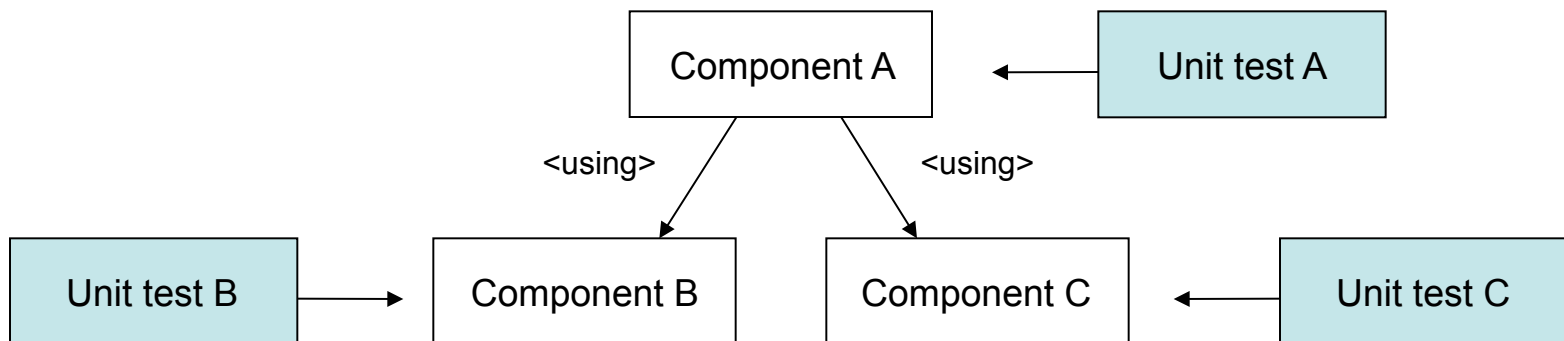 Component A
Unit test A
<using>
<using>
Unit test B
Component B
Component C
Unit test C